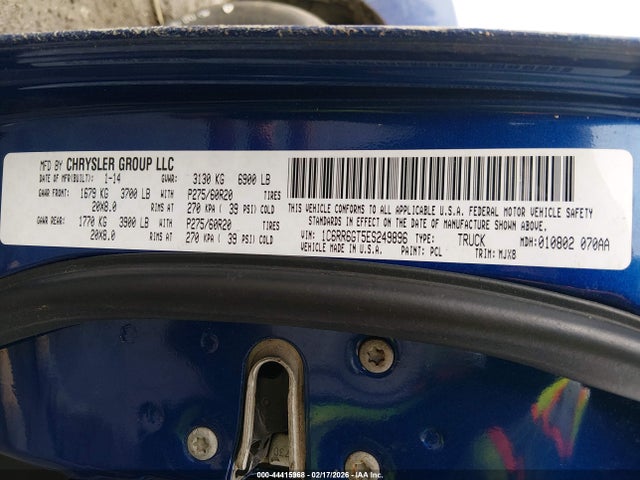 MFD BY CHRYSLER GROUP LLC
DATE OF MFR(BUILT): 1-14 GVWR: 3130 KG 6900 LB
GAWR FRONT: 1679 KG 3700 LB WITH P275/60R20 TIRES
20X8.0 RIMS AT 270 KPA ( 39 PSI) COLD
GAWR REAR: 1770 KG 3900 LB WITH P275/60R20 TIRES
20X8.0 RIMS AT 270 KPA ( 39 PSI) COLD
THIS VEHICLE CONFORMS TO ALL APPLICABLE U.S.A. FEDERAL MOTOR VEHICLE SAFETY
STANDARDS IN EFFECT ON THE DATE OF MANUFACTURE SHOWN ABOVE.
VIN: 1C6RR6GT5ES249896 TYPE: TRUCK MDH: 010802 070AA
VEHICLE MADE IN U.S.A. PAINT: PCL TRIM: MJX8
000-44415968 02/17/2026 IAA Inc.